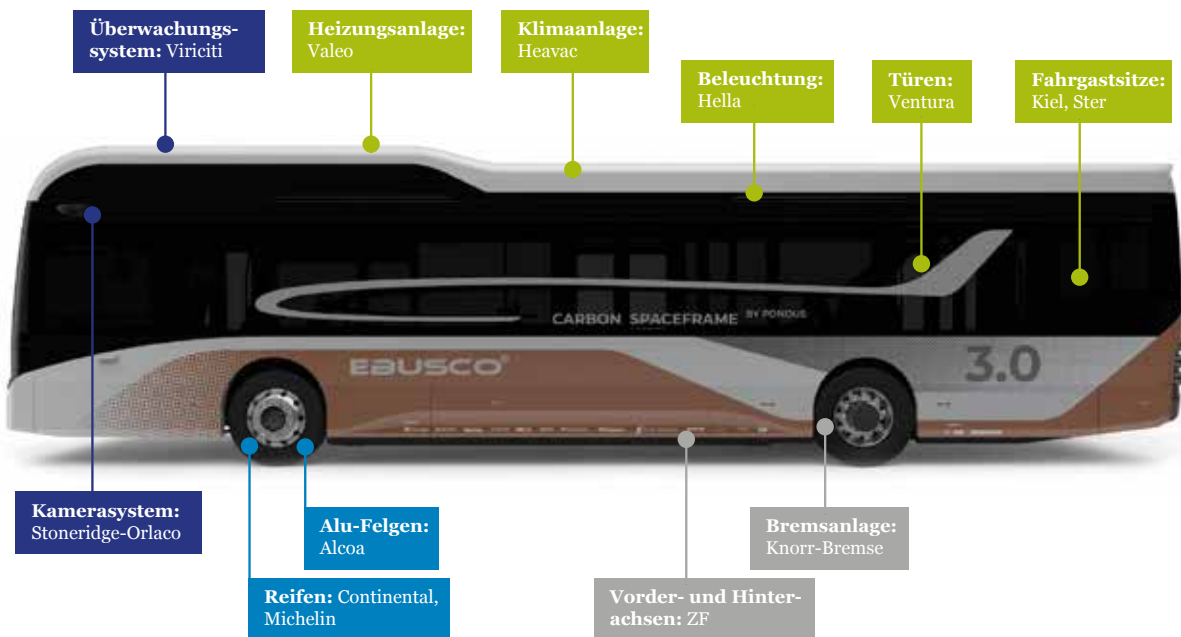 Überwachungs-
system: Viriciti
Heizungsanlage:
Valeo
Klimaanlage:
Heavac
Beleuchtung:
Hella
Türen:
Ventura
Fahrgastsitze:
Kiel, Ster
CARBON SPACEFRAME BY PONDUS
EBUSCO®
3.0
Kamerasystem:
Stoneridge-Orlaco
Alu-Felgen:
Alcoa
Reifen: Continental,
Michelin
Bremsanlage:
Knorr-Bremse
Vorder- und Hinter-
achsen: ZF